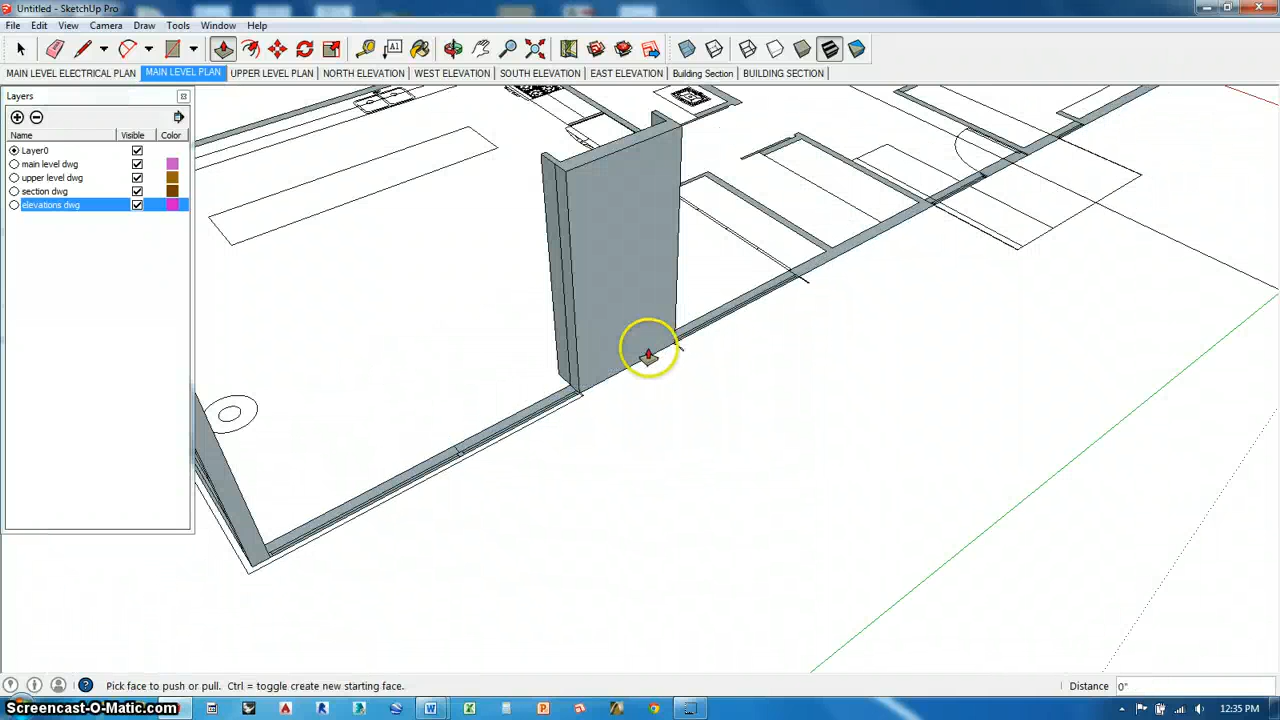 Untitled - SketchUp Pro
File Edit View Camera Draw Tools Window Help
A1
MAIN LEVEL ELECTRICAL PLAN MAIN LEVEL PLAN UPPER LEVEL PLAN NORTH ELEVATION WEST ELEVATION SOUTH ELEVATION EAST ELEVATION Building Section BUILDING SECTION
Layers
Name Visible Color
Layer0
main level dwg
upper level dwg
section dwg
elevations dwg
Pick face to push or pull. Ctrl = toggle create new starting face. Distance 0"
Screencast-O-Matic.com 12:35 PM